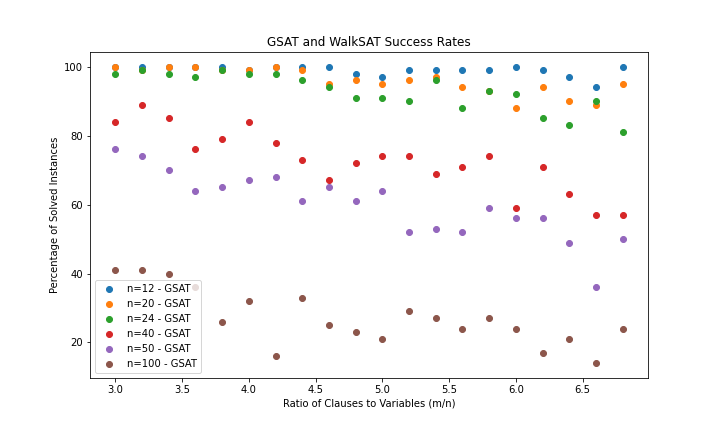 GSAT and WalkSAT Success Rates
Percentage of Solved Instances
100
80
60
40
20
n=12 - GSAT
n=20 - GSAT
n=24 - GSAT
n=40 - GSAT
n=50 - GSAT
n=100 - GSAT
3.0 3.5 4.0 4.5 5.0 5.5 6.0 6.5
Ratio of Clauses to Variables (m/n)